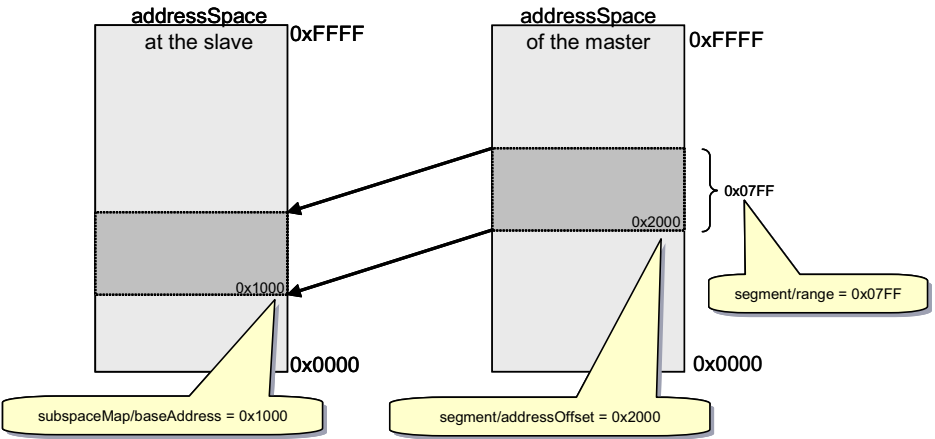 addressSpace
at the slave
0xFFFF
0x1000
0x0000
subspaceMap/baseAddress = 0x1000
addressSpace
of the master
0xFFFF
0x07FF
0x2000
segment/range = 0x07FF
0x0000
segment/addressOffset = 0x2000